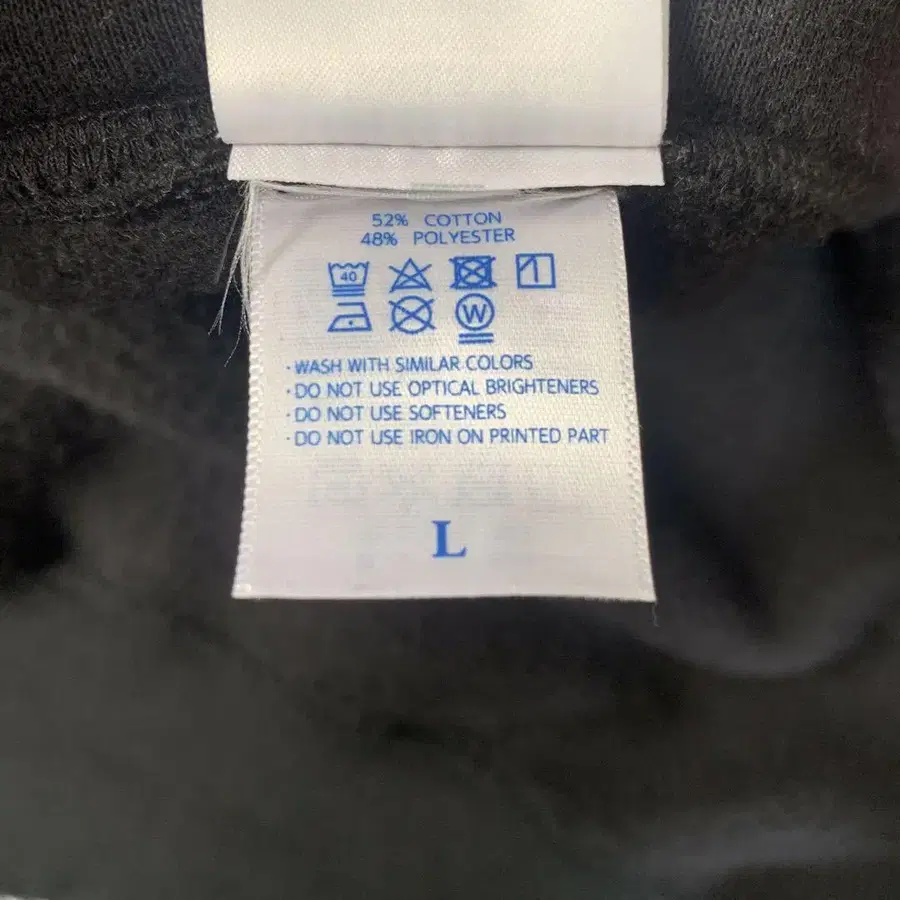 52% COTTON
48% POLYESTER
40
W
·WASH WITH SIMILAR COLORS
·DO NOT USE OPTICAL BRIGHTENERS
·DO NOT USE SOFTENERS
·DO NOT USE IRON ON PRINTED PART
L